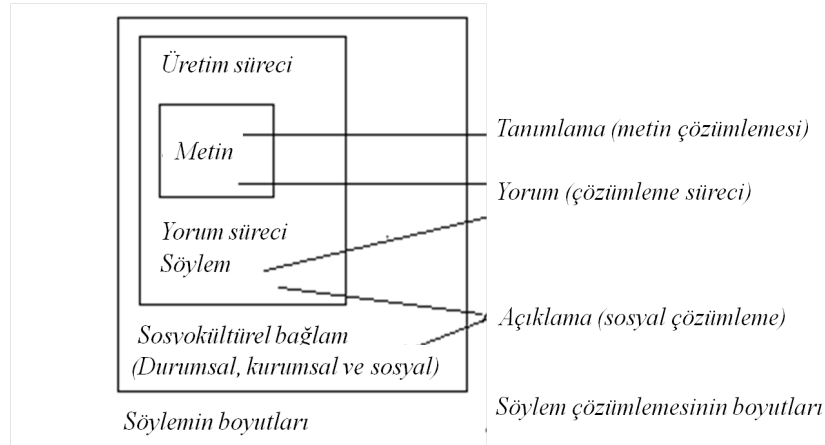 Üretim süreci
Metin
Yorum süreci
Söylem
Sosyokültürel bağlam
(Durumsal, kurumsal ve sosyal)
Söylemin boyutları
Tanımlama (metin çözümlemesi)
Yorum (çözümleme süreci)
Açıklama (sosyal çözümleme)
Söylem çözümlemesinin boyutları